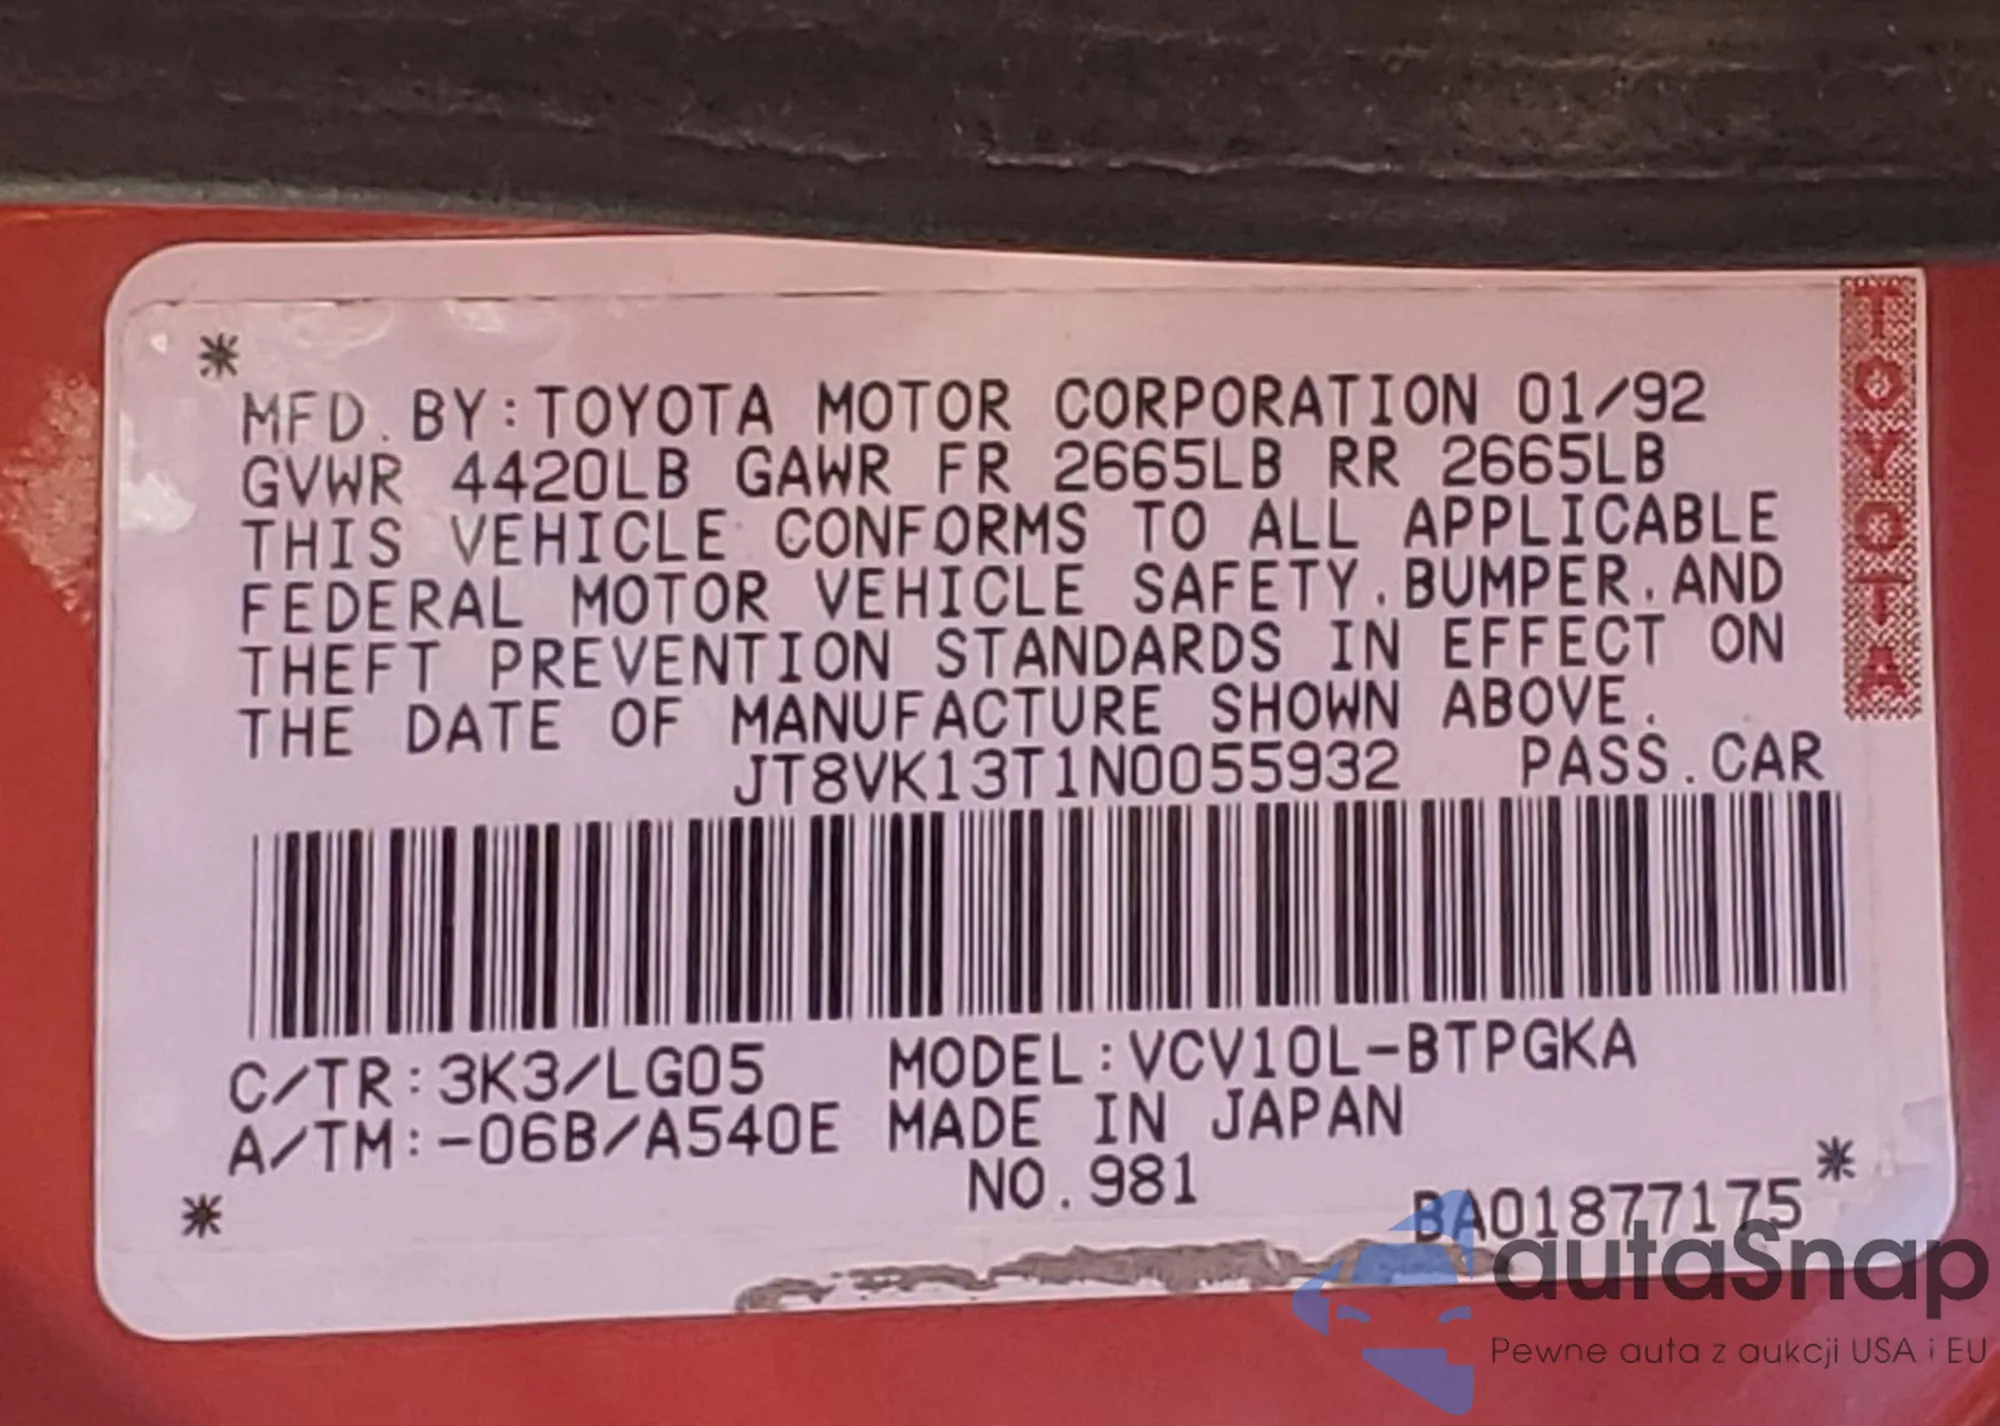 MFD. BY:TOYOTA MOTOR CORPORATION 01/92
GVWR 4420LB GAWR FR 2665LB RR 2665LB
THIS VEHICLE CONFORMS TO ALL APPLICABLE
FEDERAL MOTOR VEHICLE SAFETY,BUMPER,AND
THEFT PREVENTION STANDARDS IN EFFECT ON
THE DATE OF MANUFACTURE SHOWN ABOVE.
JT8VK13T1N0055932 PASS.CAR
C/TR:3K3/LG05 MODEL:VCV10L-BTPGKA
A/TM:-06B/A540E MADE IN JAPAN
NO.981
BA01877175
TOYOTA
autaSnap
Pewne auta z aukcji USA i EU